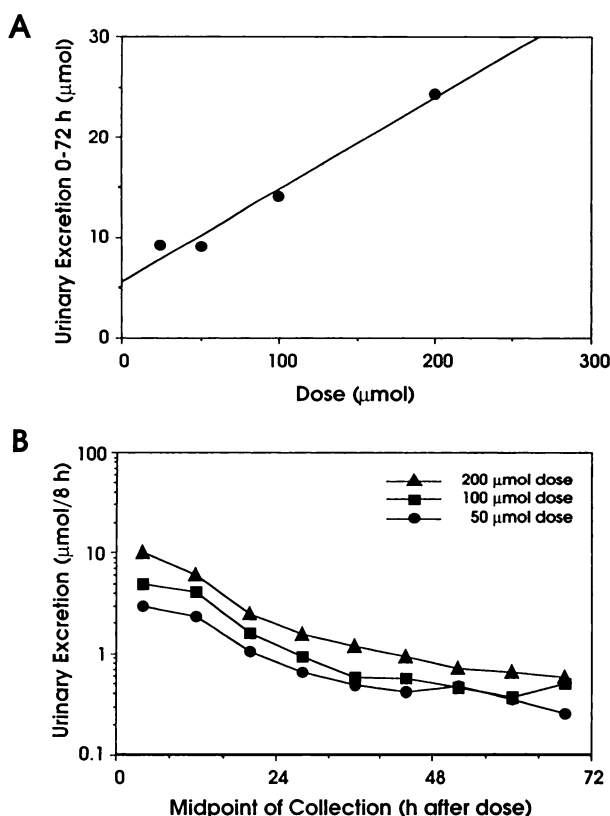 A
Urinary Excretion 0-72 h (μmol)
30
20
10
0
0 100 200 300
Dose (μmol)
B
Urinary Excretion (μmol/8 h)
100
10
1
0.1
200 μmol dose
100 μmol dose
50 μmol dose
0 24 48 72
Midpoint of Collection (h after dose)